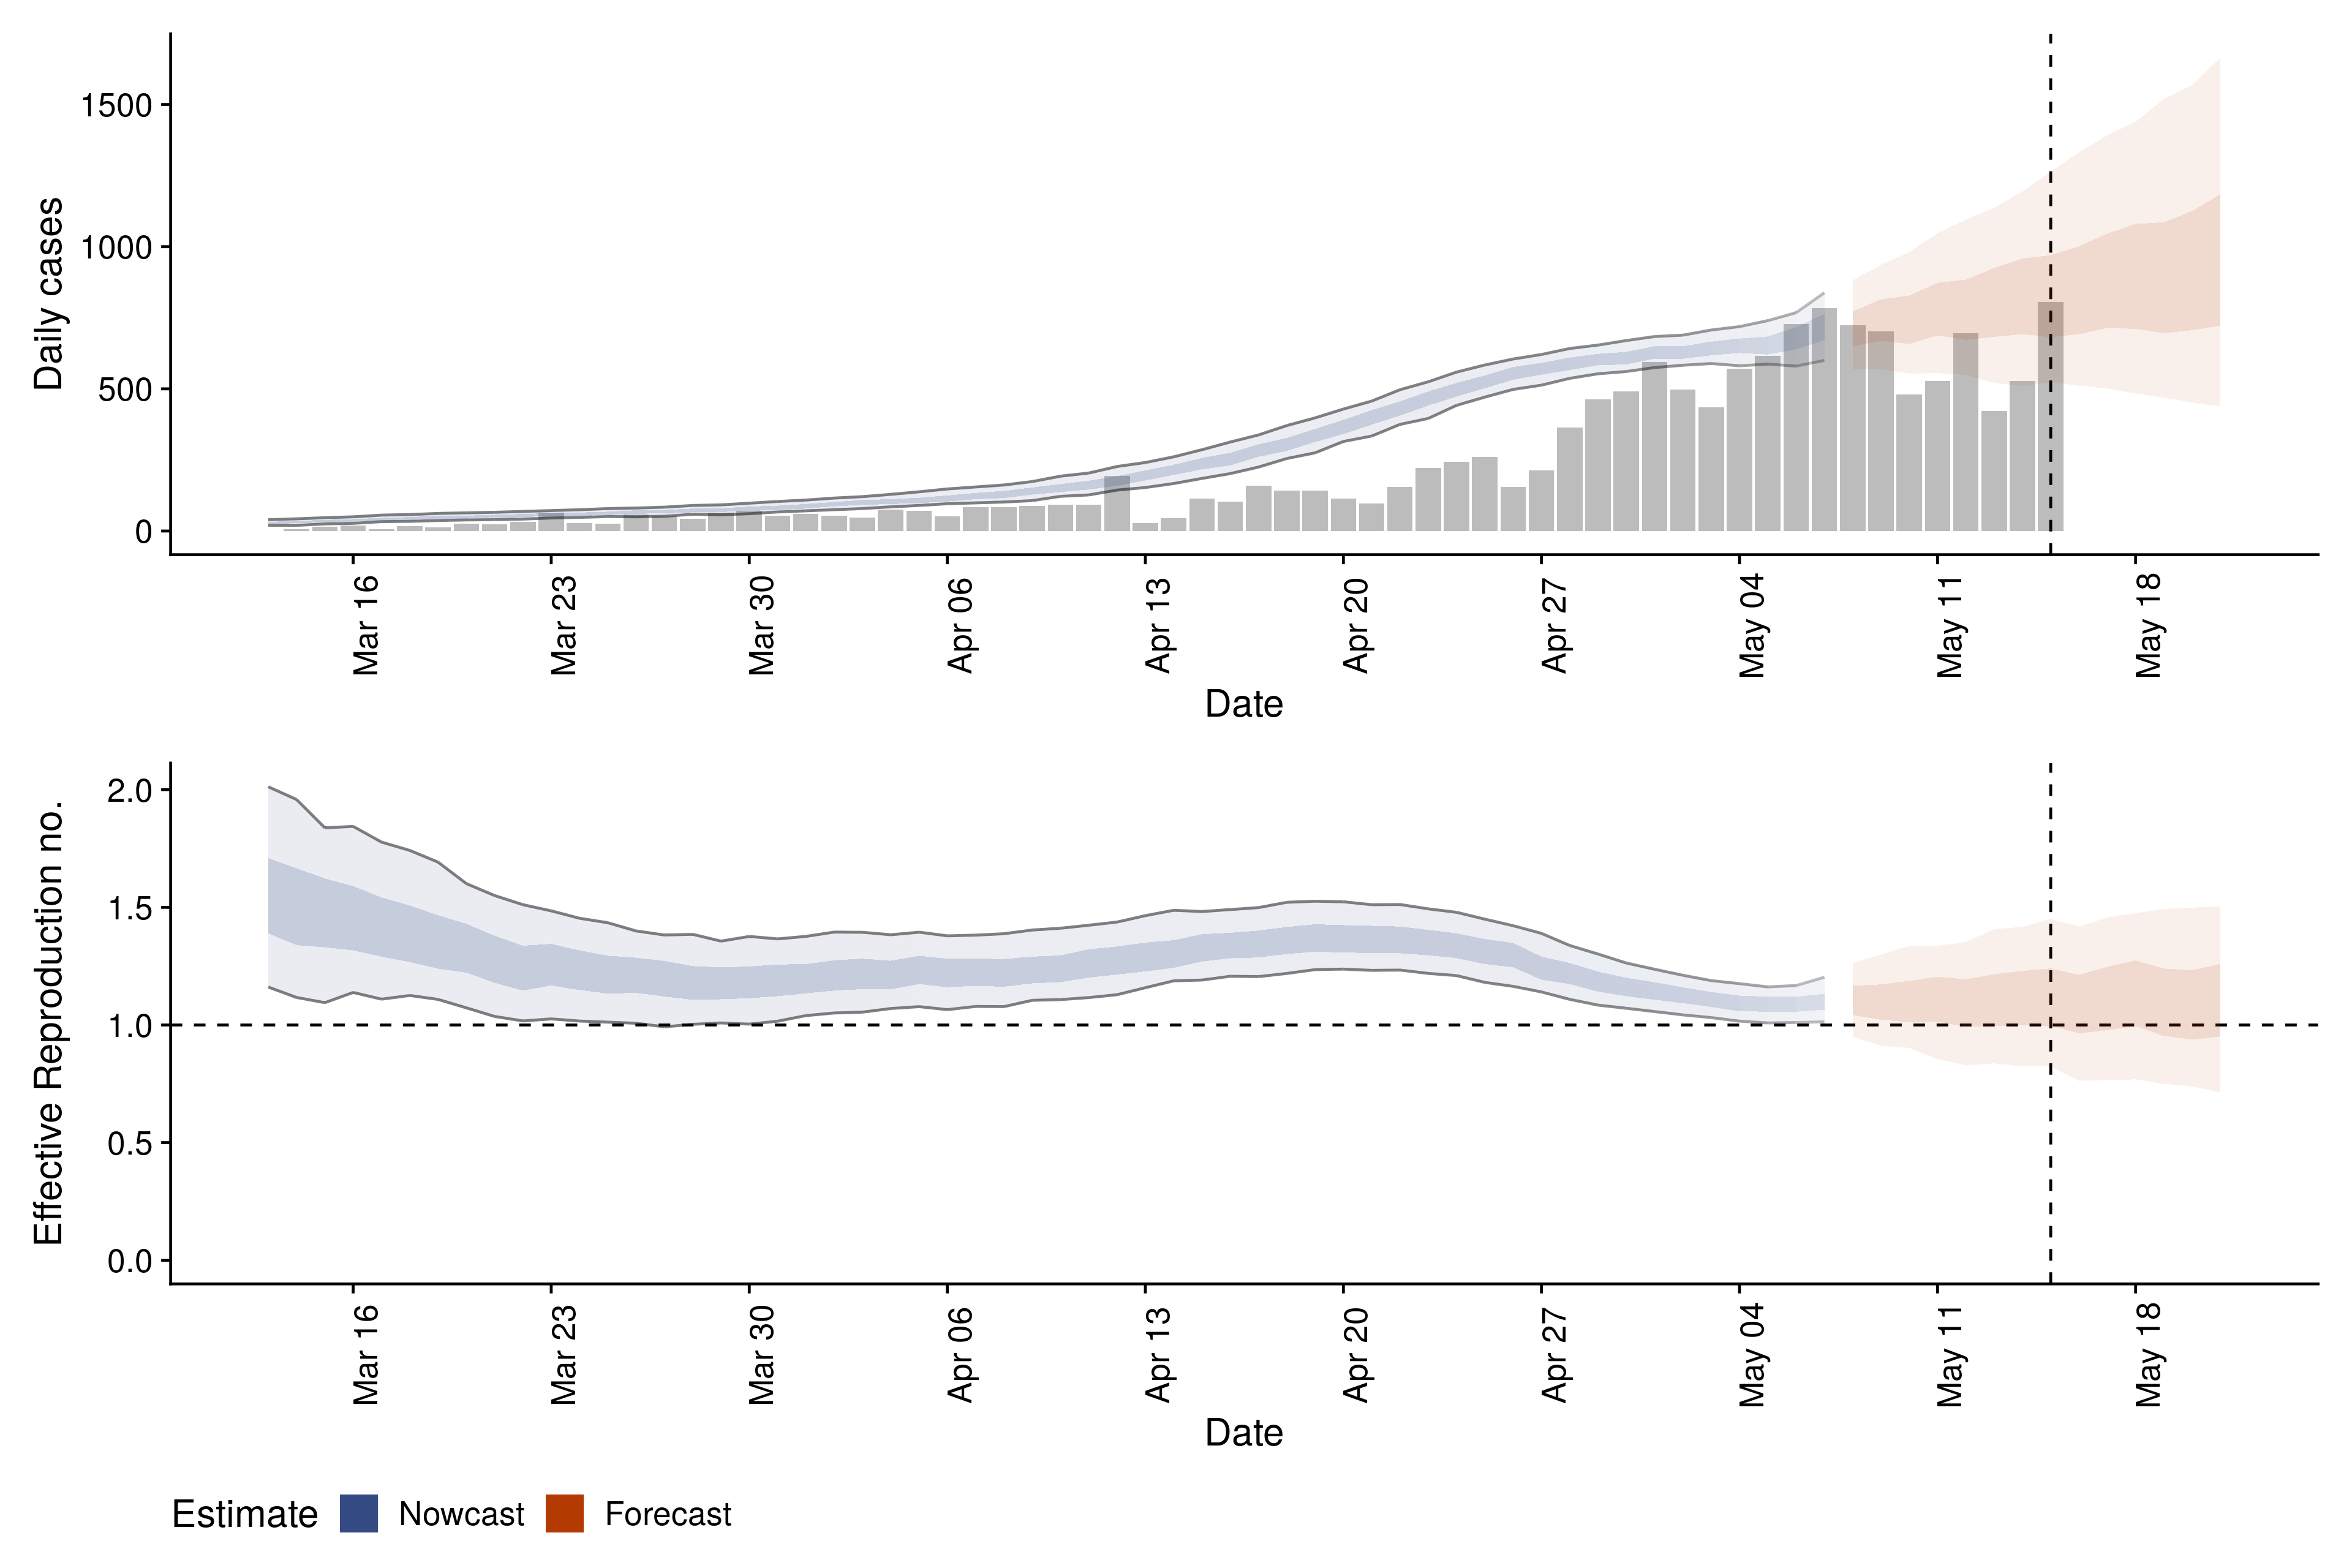 Daily cases
1500
1000
500
0
Mar 16
Mar 23
Mar 30
Apr 06
Apr 13
Apr 20
Apr 27
May 04
May 11
May 18
Date
Effective Reproduction no.
2.0
1.5
1.0
0.5
0.0
Mar 16
Mar 23
Mar 30
Apr 06
Apr 13
Apr 20
Apr 27
May 04
May 11
May 18
Date
Estimate Nowcast Forecast